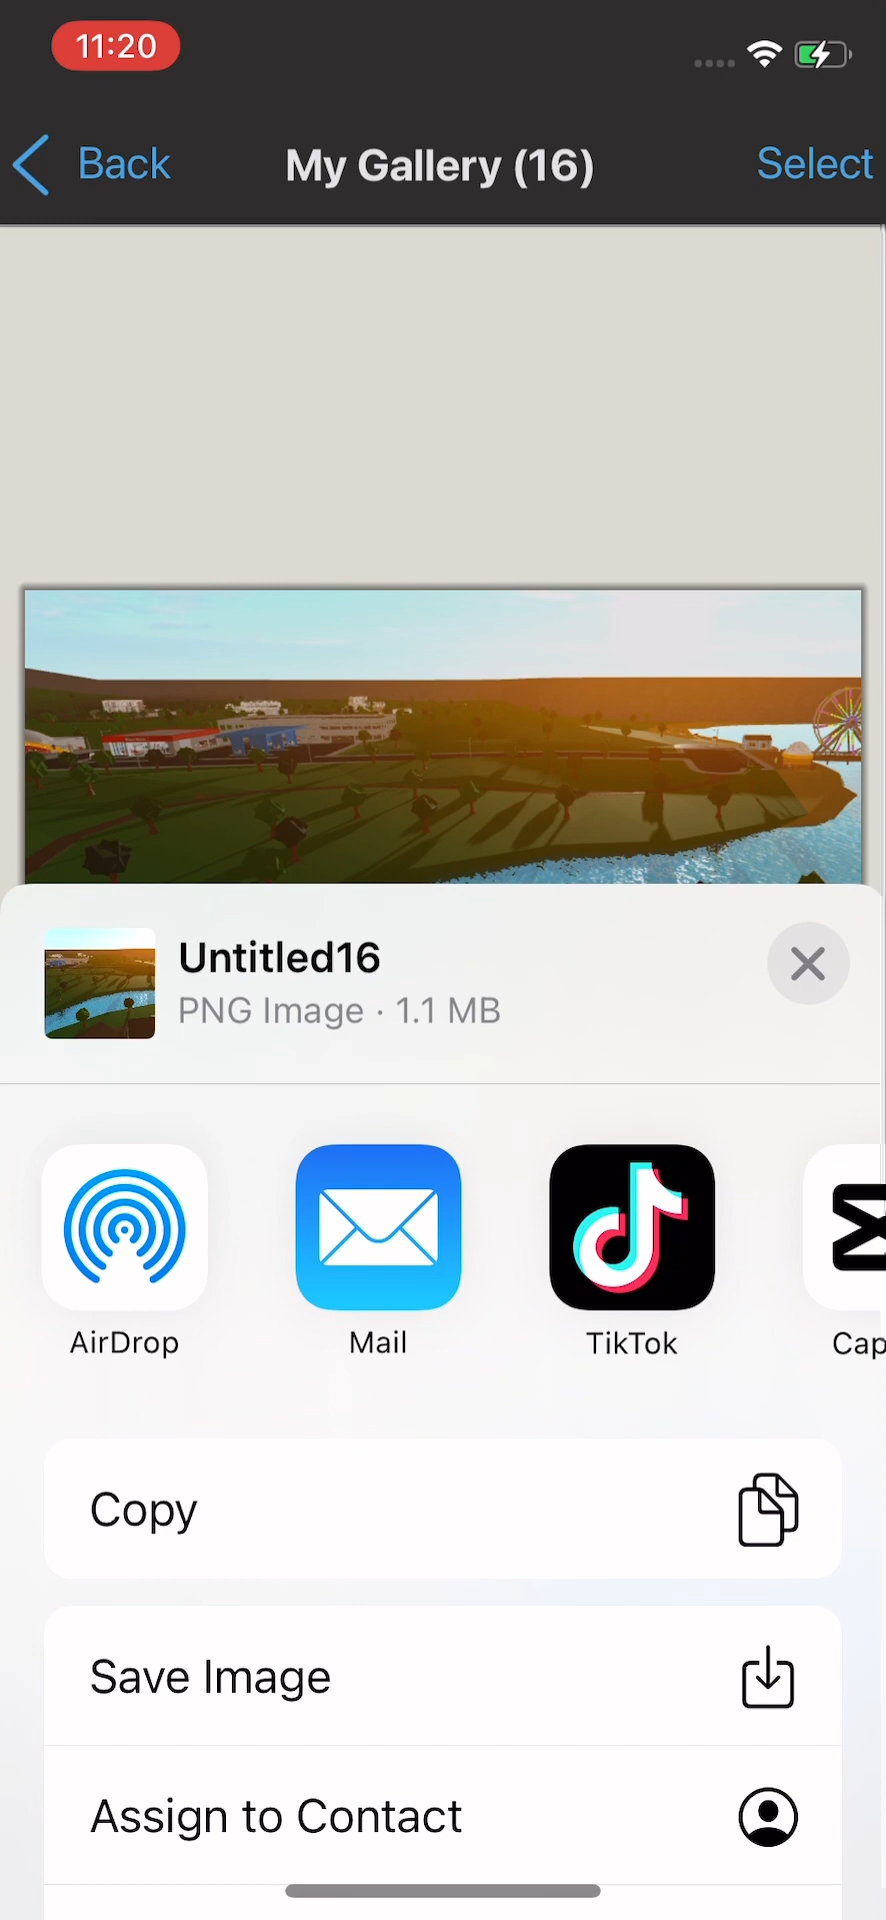 11:20
Back
My Gallery (16)
Select
Untitled16
PNG Image · 1.1 MB
AirDrop
Mail
TikTok
Cap
Copy
Save Image
Assign to Contact